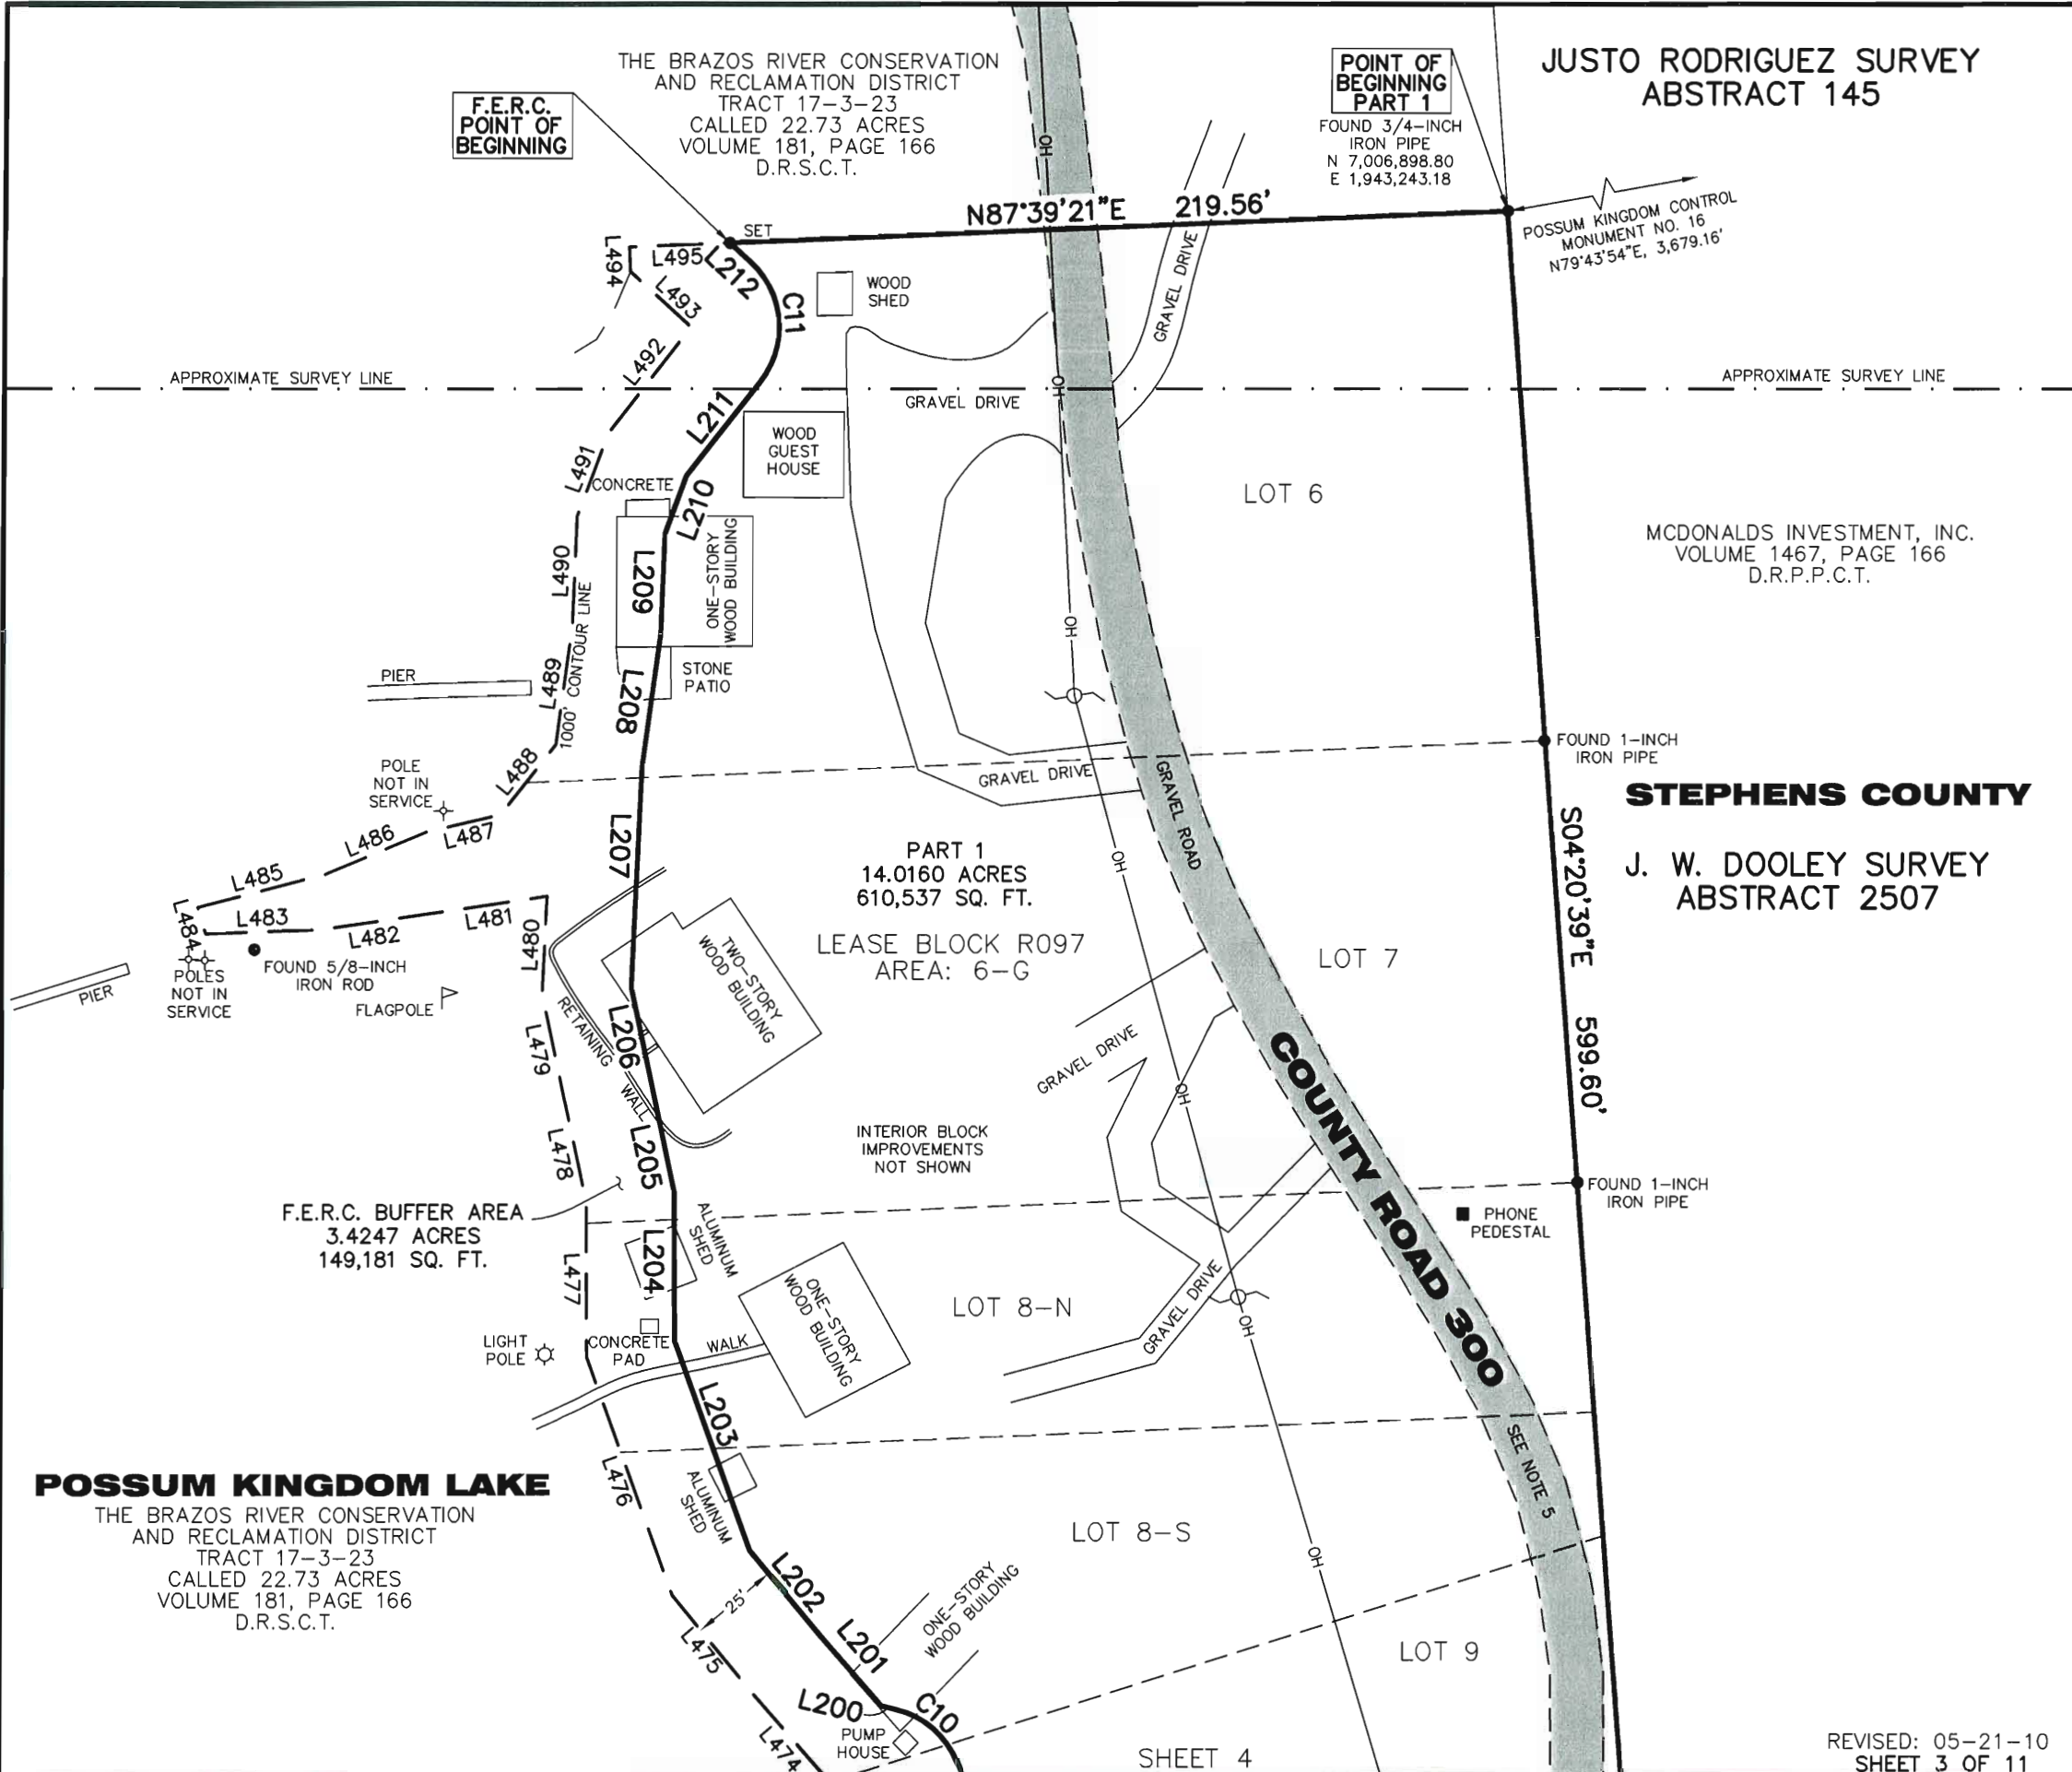 THE BRAZOS RIVER CONSERVATION
AND RECLAMATION DISTRICT
TRACT 17-3-23
CALLED 22.73 ACRES
VOLUME 181, PAGE 166
D.R.S.C.T.
F.E.R.C.
POINT OF
BEGINNING
POINT OF
BEGINNING
PART 1
FOUND 3/4-INCH
IRON PIPE
N 7,006,898.80
E 1,943,243.18
JUSTO RODRIGUEZ SURVEY
ABSTRACT 145
OH
N87°39'21"E 219.56'
SET
POSSUM KINGDOM CONTROL
MONUMENT NO. 16
N79°43'54"E, 3,679.16'
L494
L495
L212
L493
C11
WOOD
SHED
GRAVEL DRIVE
L492
APPROXIMATE SURVEY LINE
APPROXIMATE SURVEY LINE
OH
GRAVEL DRIVE
L211
WOOD
GUEST
HOUSE
L491
CONCRETE
L210
LOT 6
MCDONALDS INVESTMENT, INC.
VOLUME 1467, PAGE 166
D.R.P.P.C.T.
L490
L209
ONE-STORY
WOOD BUILDING
1000' CONTOUR LINE
OH
PIER
L489
L208
STONE
PATIO
POLE
NOT IN
SERVICE
L488
GRAVEL DRIVE
GRAVEL ROAD
FOUND 1-INCH
IRON PIPE
STEPHENS COUNTY
L486
L487
L207
L485
PART 1
14.0160 ACRES
610,537 SQ. FT.
OH
S04°20'39"E 599.60'
J. W. DOOLEY SURVEY
ABSTRACT 2507
L484
L483
L482
L481
L480
LEASE BLOCK R097
AREA: 6-G
LOT 7
TWO-STORY
WOOD BUILDING
FOUND 5/8-INCH
IRON ROD
POLES
NOT IN
SERVICE
PIER
FLAGPOLE
RETAINING
WALL
L206
L479
GRAVEL DRIVE
OH
COUNTY ROAD 300
L478
L205
INTERIOR BLOCK
IMPROVEMENTS
NOT SHOWN
FOUND 1-INCH
IRON PIPE
PHONE
PEDESTAL
F.E.R.C. BUFFER AREA
3.4247 ACRES
149,181 SQ. FT.
ALUMINUM
SHED
L204
L477
ONE-STORY
WOOD BUILDING
LOT 8-N
GRAVEL DRIVE
OH
LIGHT
POLE
CONCRETE
PAD
WALK
L203
SEE NOTE 5
POSSUM KINGDOM LAKE
THE BRAZOS RIVER CONSERVATION
AND RECLAMATION DISTRICT
TRACT 17-3-23
CALLED 22.73 ACRES
VOLUME 181, PAGE 166
D.R.S.C.T.
L476
ALUMINUM
SHED
LOT 8-S
OH
L202
25'
ONE-STORY
WOOD BUILDING
L201
L475
LOT 9
L200
C10
PUMP
HOUSE
L474
SHEET 4
REVISED: 05-21-10
SHEET 3 OF 11